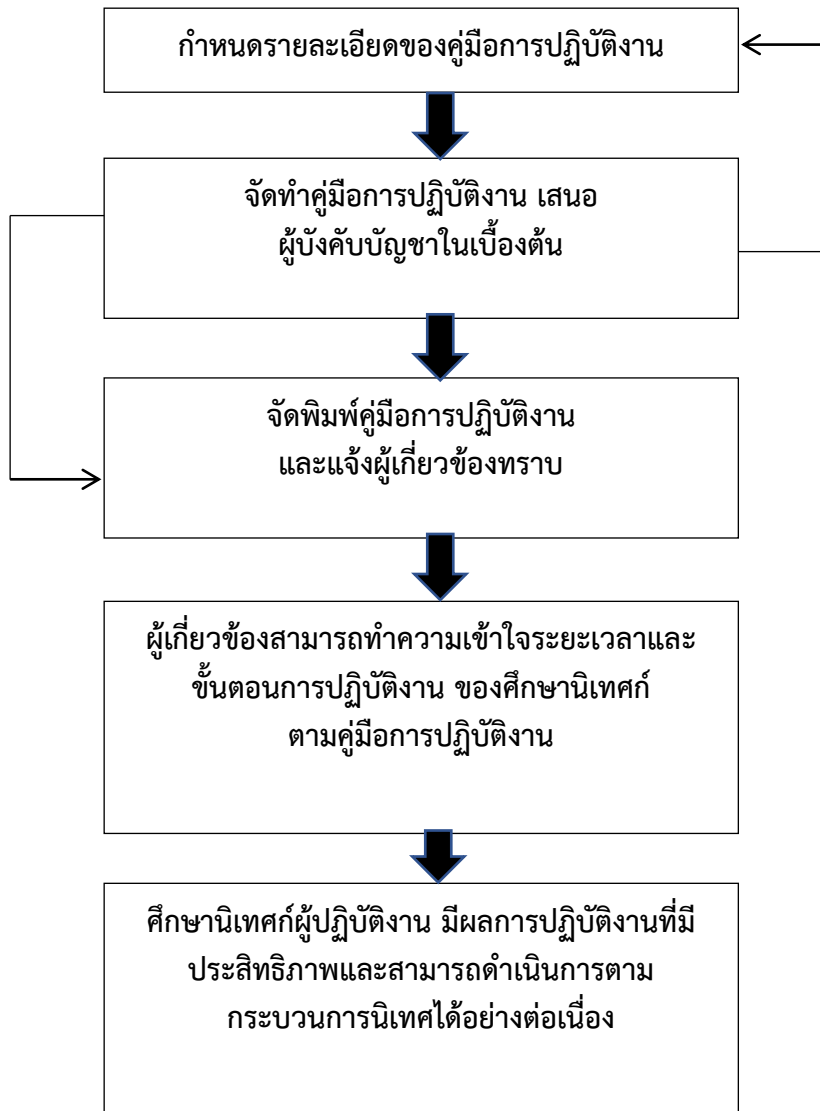 กำหนดรายละเอียดของคู่มือการปฏิบัติงาน
จัดทำคู่มือการปฏิบัติงาน เสนอ
ผู้บังคับบัญชาในเบื้องต้น
จัดพิมพ์คู่มือการปฏิบัติงาน
และแจ้งผู้เกี่ยวข้องทราบ
ผู้เกี่ยวข้องสามารถทำความเข้าใจระยะเวลาและ
ขั้นตอนการปฏิบัติงาน ของศึกษานิเทศก์
ตามคู่มือการปฏิบัติงาน
ศึกษานิเทศก์ผู้ปฏิบัติงาน มีผลการปฏิบัติงานที่มี
ประสิทธิภาพและสามารถดำเนินการตาม
กระบวนการนิเทศได้อย่างต่อเนื่อง